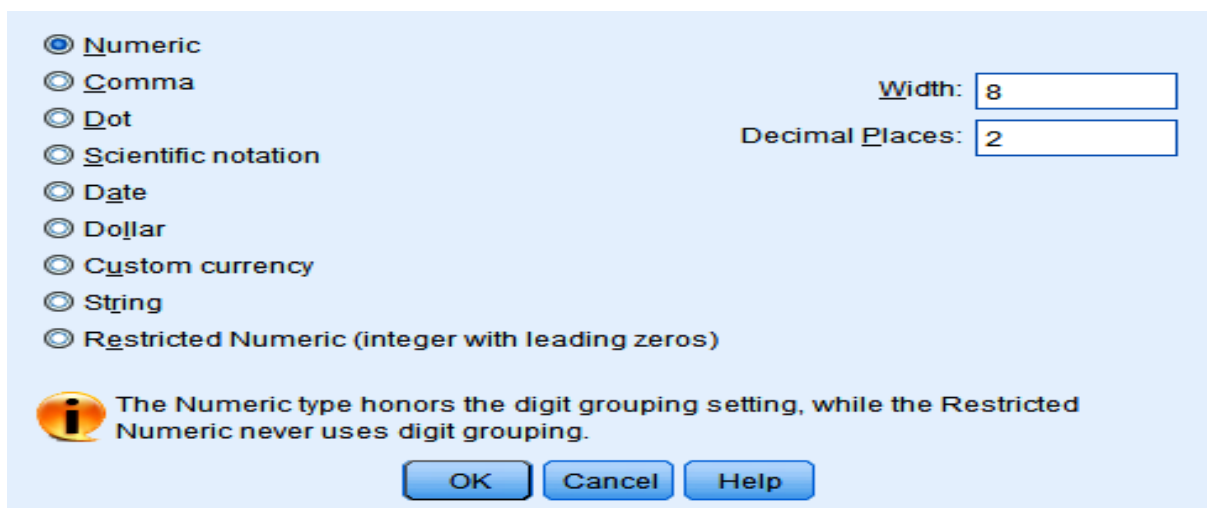 Numeric
Comma
Dot
Scientific notation
Date
Dollar
Custom currency
String
Restricted Numeric (integer with leading zeros)
Width: 8
Decimal Places: 2
The Numeric type honors the digit grouping setting, while the Restricted
Numeric never uses digit grouping.
OK Cancel Help